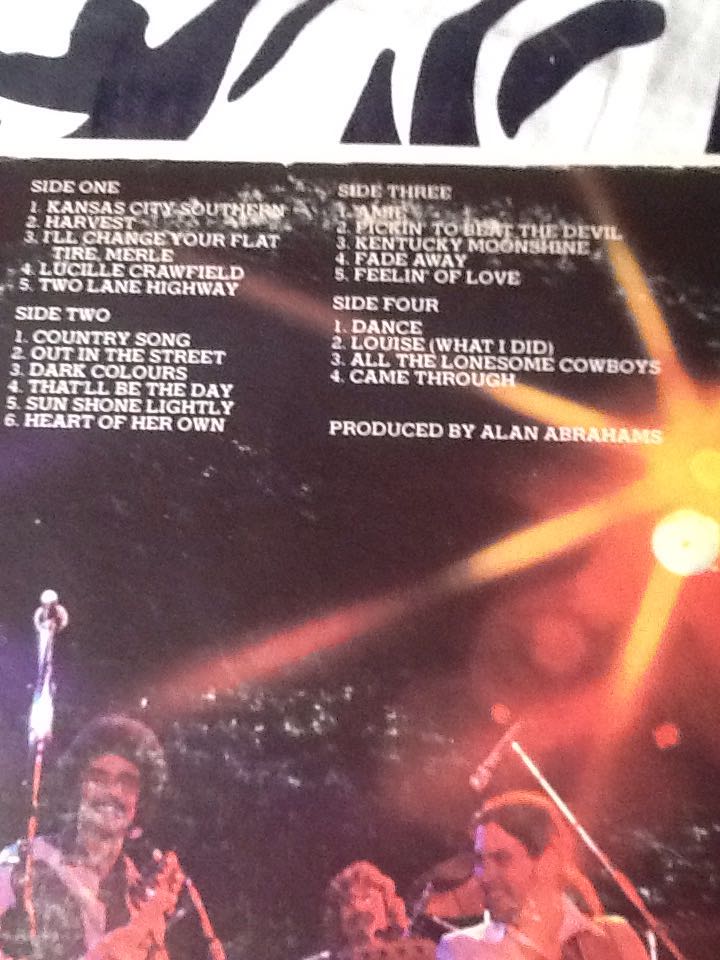 SIDE ONE
1. KANSAS CITY SOUTHERN
2. HARVEST
3. I'LL CHANGE YOUR FLAT
TIRE, MERLE
4. LUCILLE CRAWFIELD
5. TWO LANE HIGHWAY
SIDE TWO
1. COUNTRY SONG
2. OUT IN THE STREET
3. DARK COLOURS
4. THAT'LL BE THE DAY
5. SUN SHONE LIGHTLY
6. HEART OF HER OWN
SIDE THREE
1. AMIE
2. PICKIN' TO BEAT THE DEVIL
3. KENTUCKY MOONSHINE
4. FADE AWAY
5. FEELIN' OF LOVE
SIDE FOUR
1. DANCE
2. LOUISE (WHAT I DID)
3. ALL THE LONESOME COWBOYS
4. CAME THROUGH
PRODUCED BY ALAN ABRAHAMS